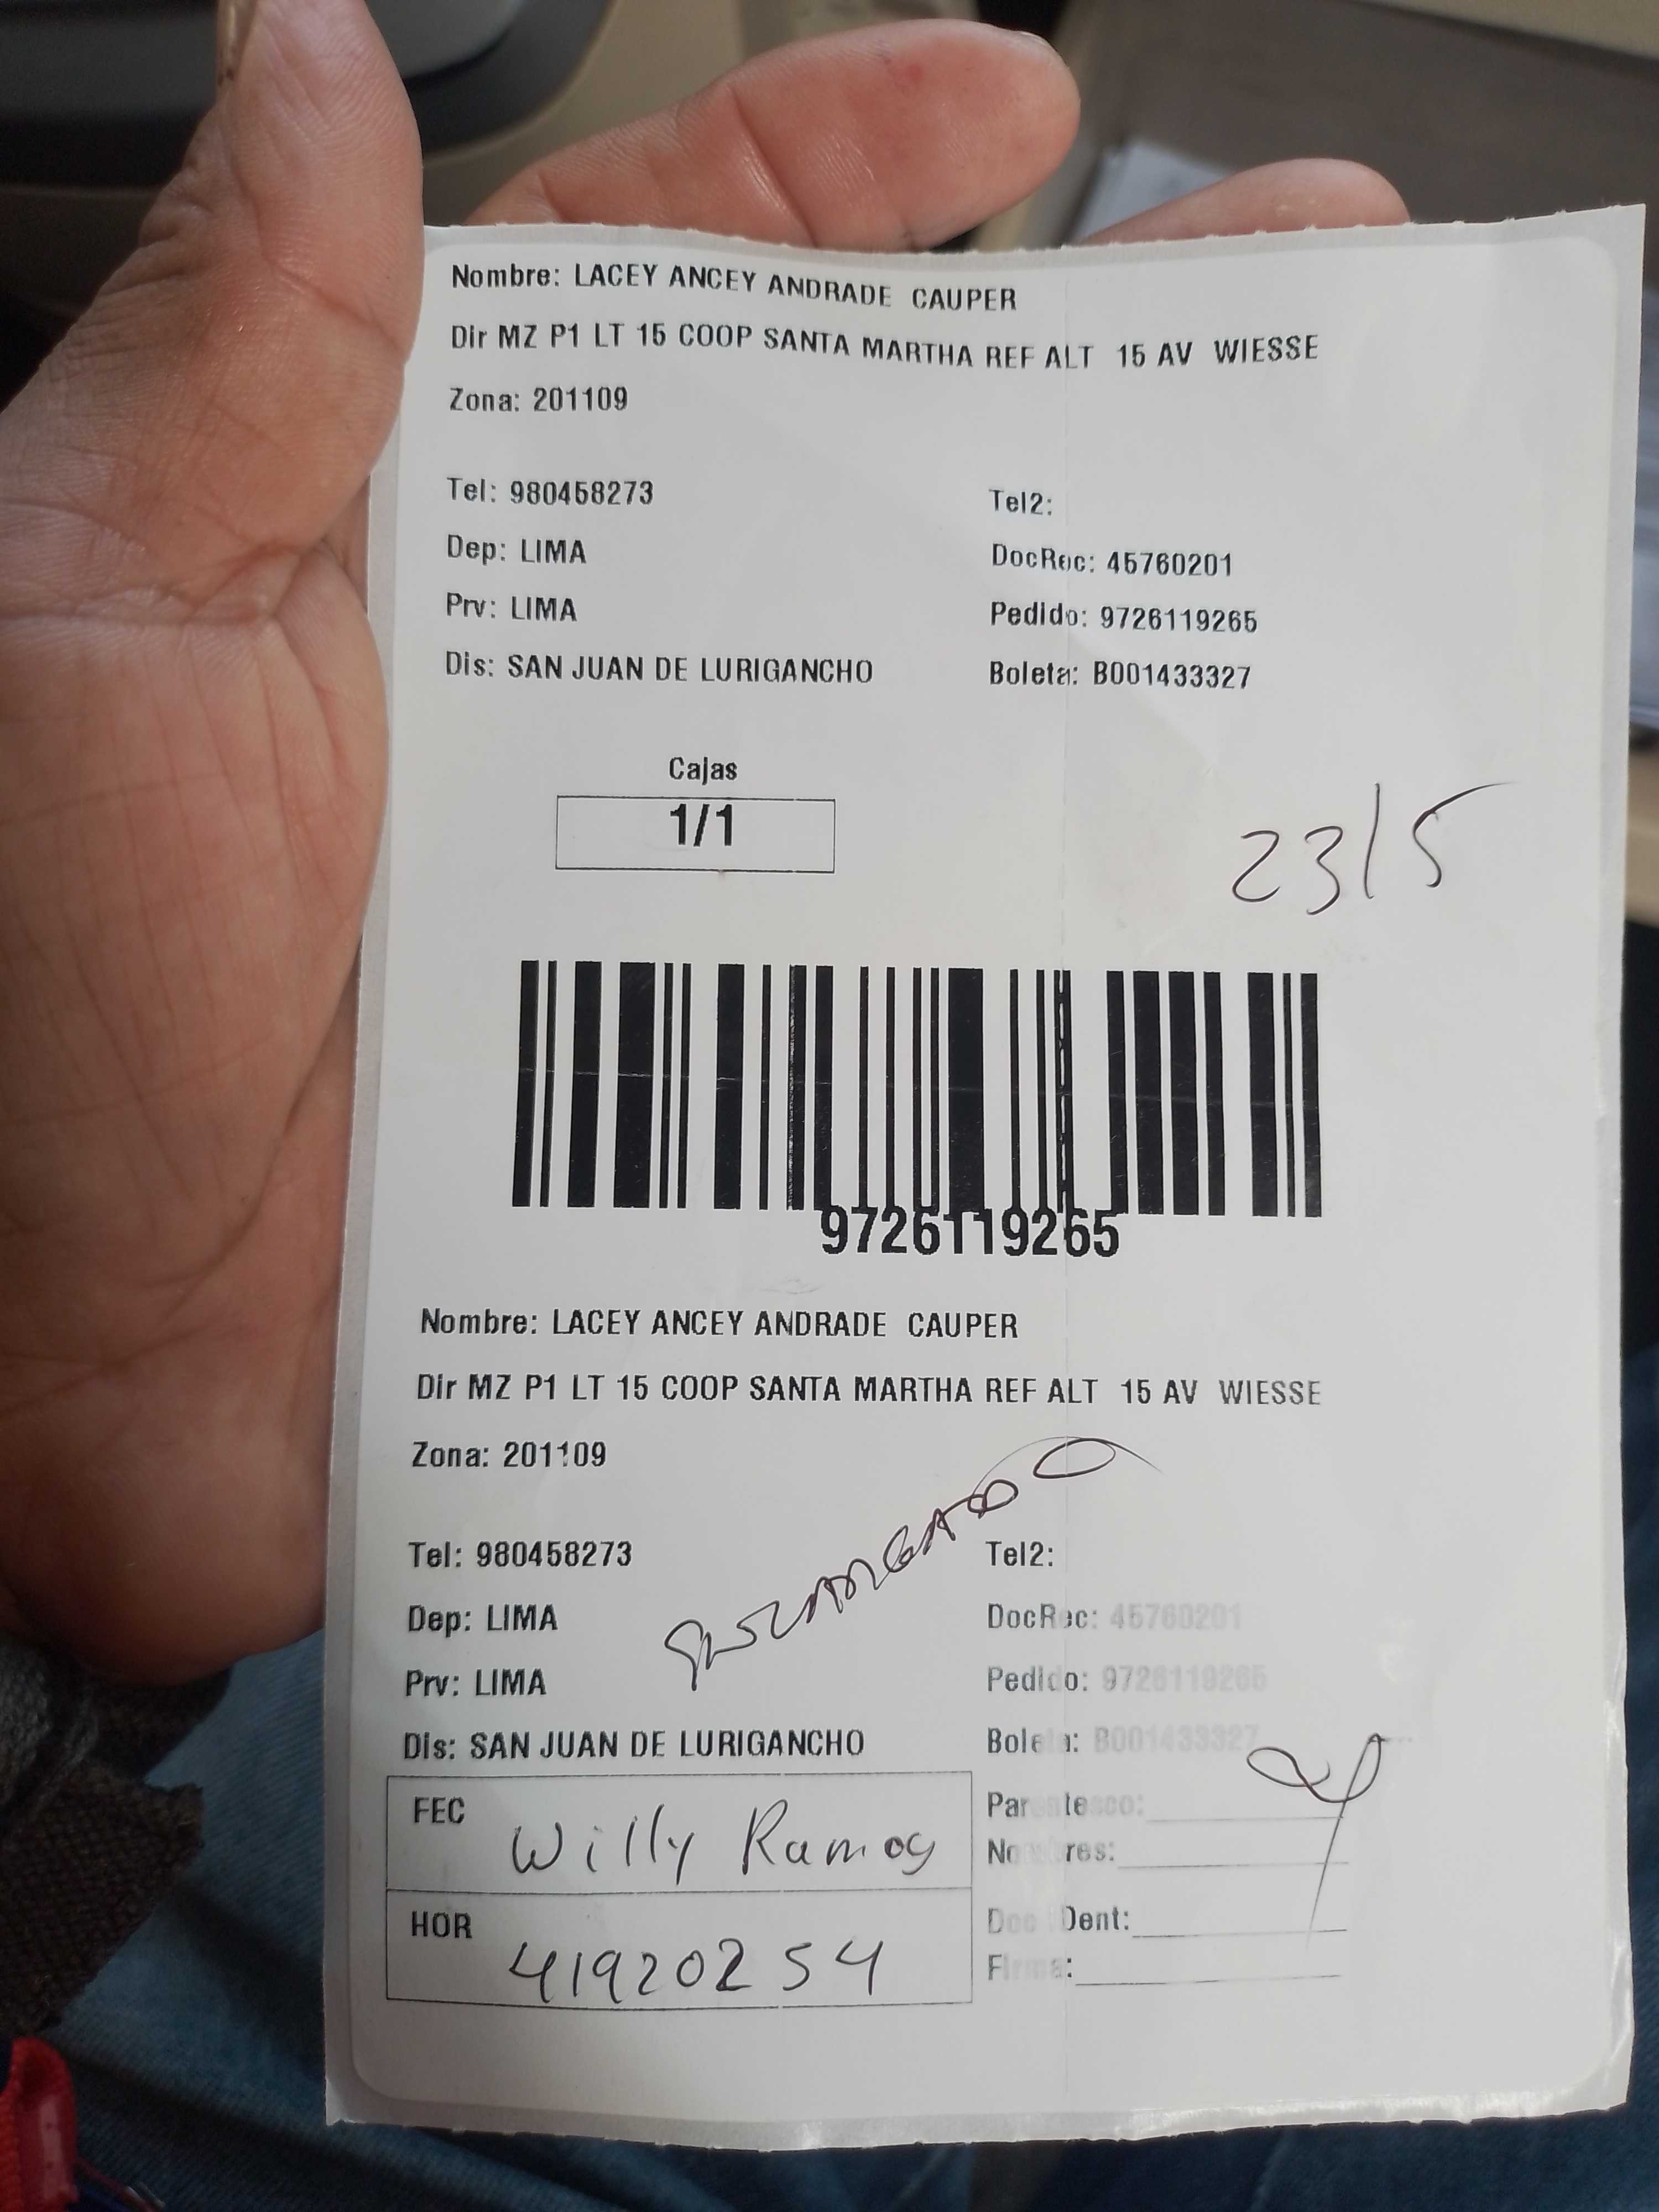 Nombre: LACEY ANCEY ANDRADE CAUPER
Dir MZ P1 LT 15 COOP SANTA MARTHA REF ALT 15 AV WIESSE
Zona: 201109
Tel: 980458273
Tel2:
Dep: LIMA
DocRec: 45760201
Prv: LIMA
Pedido: 9726119265
Dis: SAN JUAN DE LURIGANCHO
Boleta: B001433327
Cajas
1/1
23/5
9726119265
Nombre: LACEY ANCEY ANDRADE CAUPER
Dir MZ P1 LT 15 COOP SANTA MARTHA REF ALT 15 AV WIESSE
Zona: 201109
Tel: 980458273
Tel2:
Dep: LIMA
DocRec: 45760201
Prv: LIMA
Pedido: 9726119265
Dis: SAN JUAN DE LURIGANCHO
Boleta: B001433327
FEC Willy Ramos
Parentesco:
Nombres:
HOR 41920254
Doc Dent:
Firma: